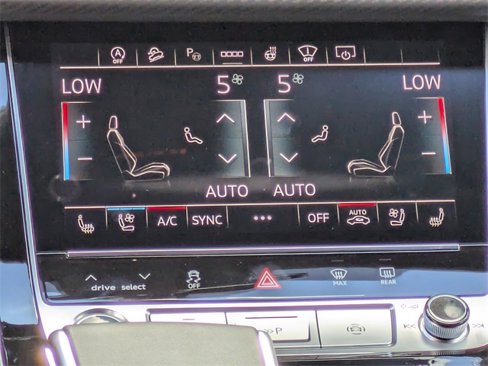 A OFF P OFF
LOW 5 5 LOW
+ +
− −
AUTO AUTO
A/C SYNC ••• OFF AUTO
drive select OFF MAX REAR
P